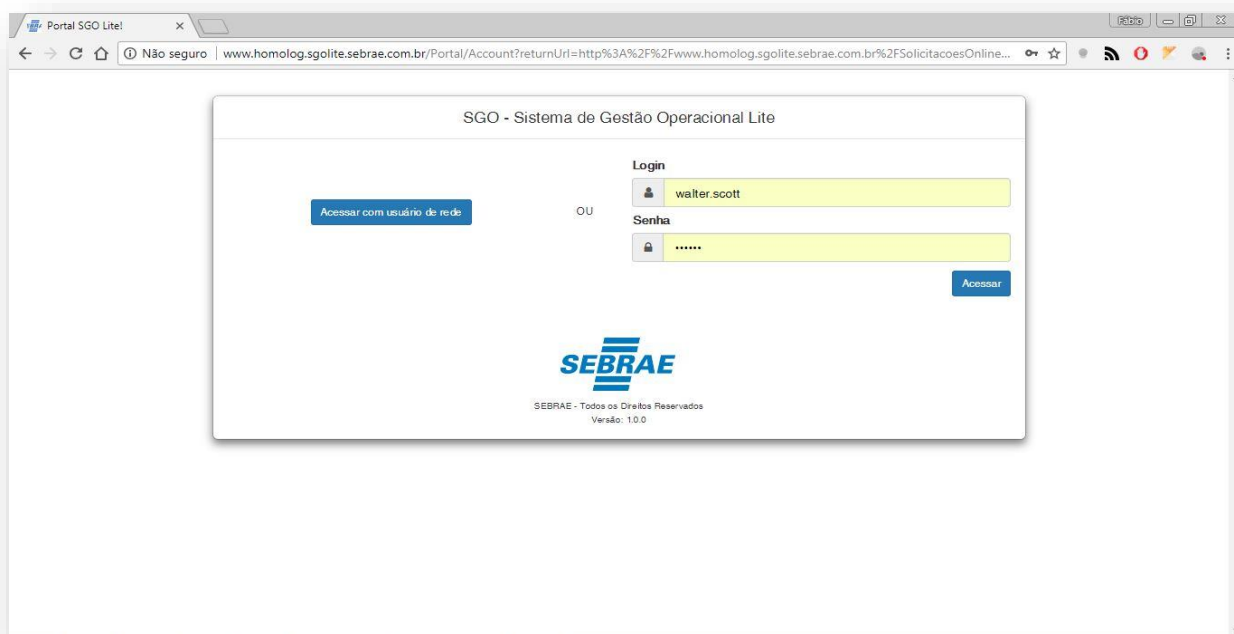 Portal SGO Lite!
Fábio
Não seguro | www.homolog.sgolite.sebrae.com.br/Portal/Account?returnUrl=http%3A%2F%2Fwww.homolog.sgolite.sebrae.com.br%2FSolicitacoesOnline...
SGO - Sistema de Gestão Operacional Lite
Login
walter.scott
Acessar com usuário de rede
OU
Senha
••••••
Acessar
SEBRAE
SEBRAE - Todos os Direitos Reservados
Versão: 1.0.0